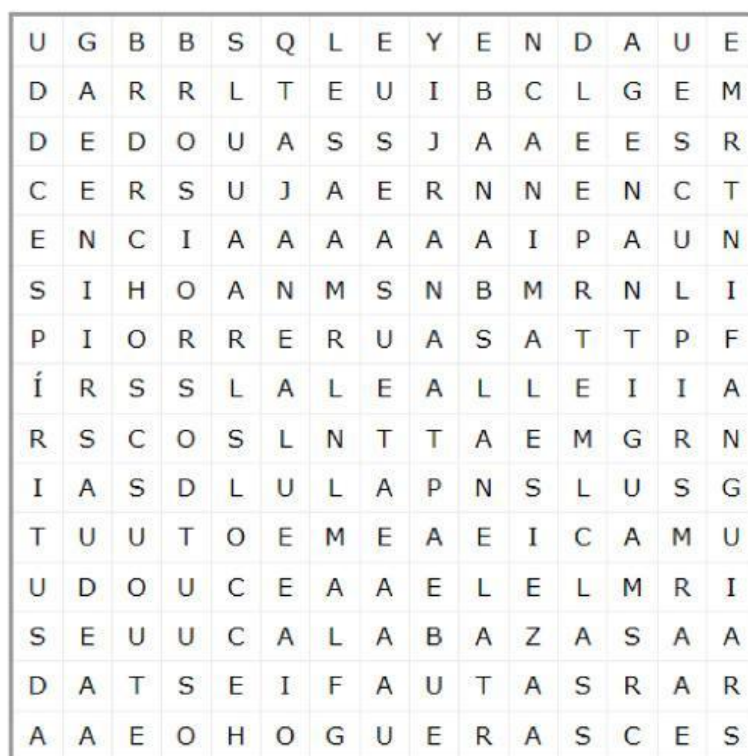 U G B B S Q L E Y E N D A U E
D A R R L T E U I B C L G E M
D E D O U A S S J A A E E S R
C E R S U J A E R N N E N C T
E N C I A A A A A A I P A U N
S I H O A N M S N B M R N L I
P I O R R E R U A S A T T P F
Í R S S L A L E A L L E I I A
R S C O S L N T T A E M G R N
I A S D L U L A P N S L U S G
T U U T O E M E A E I C A M U
U D O U C E A A E L E L M R I
S E U U C A L A B A Z A S A A
D A T S E I F A U T A S R A R
A A E O H O G U E R A S C E S